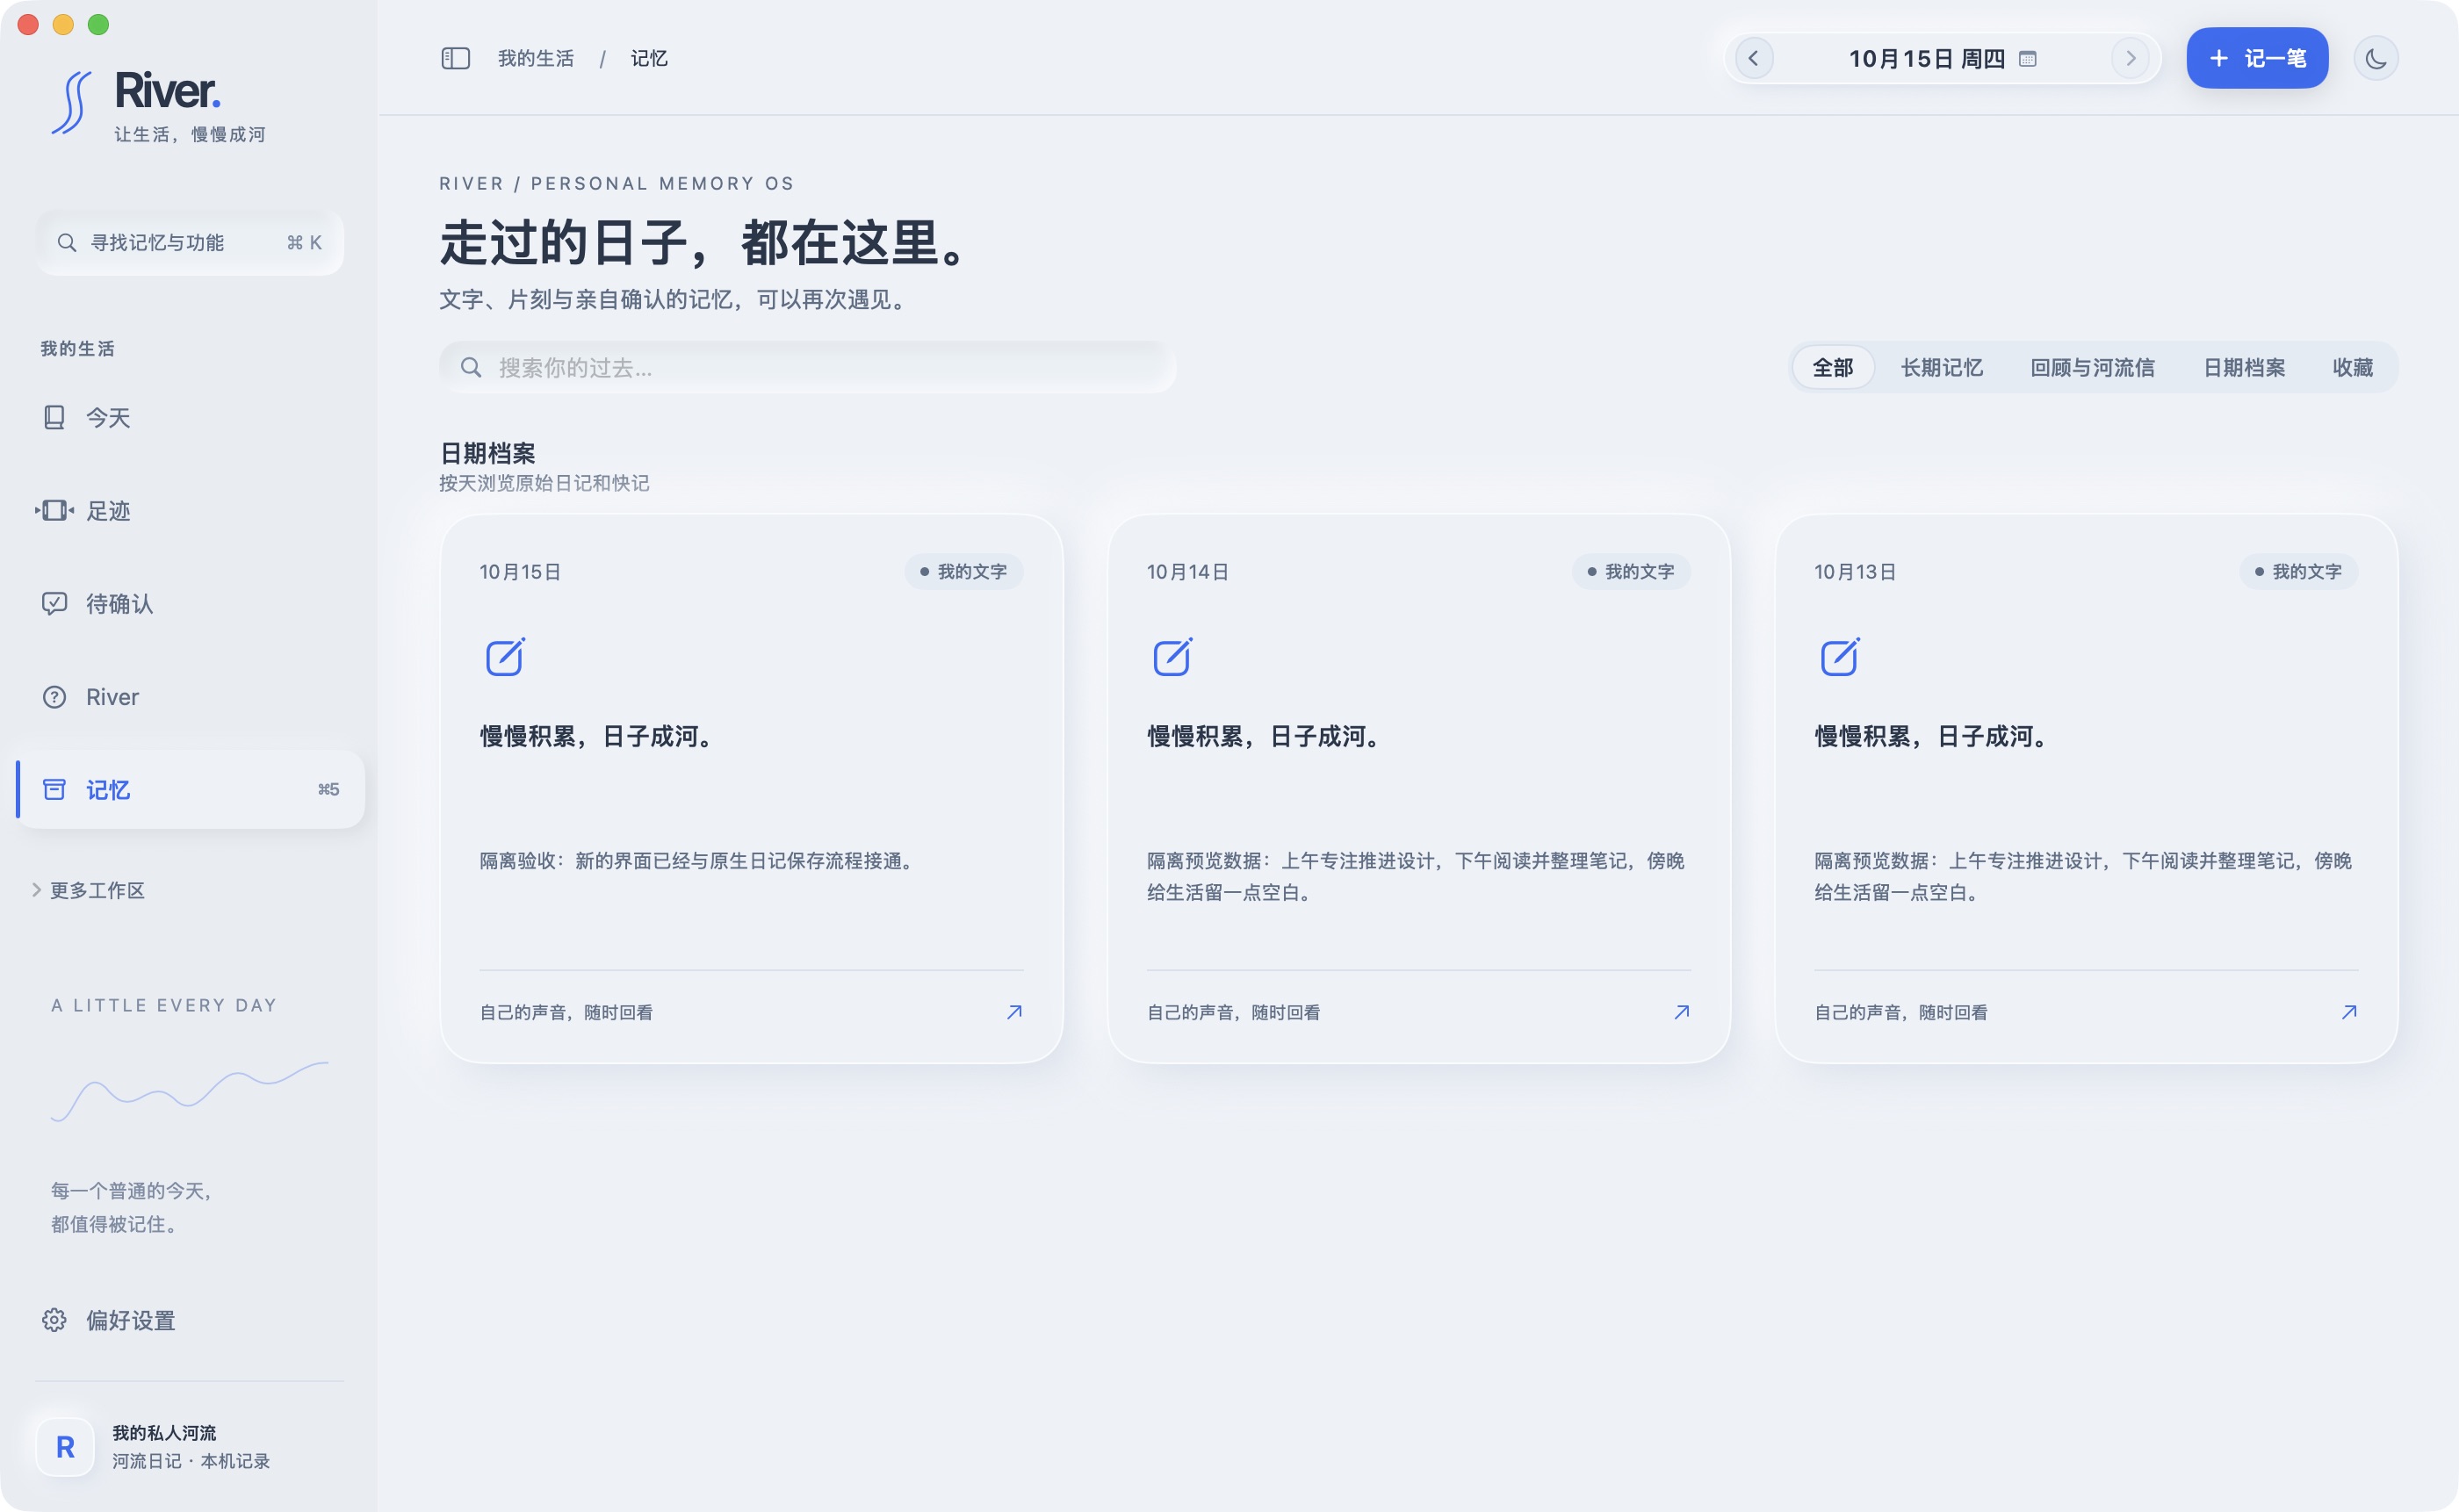 River.
让生活，慢慢成河
寻找记忆与功能 ⌘ K
我的生活
今天
足迹
待确认
River
记忆 ⌘5
更多工作区
A LITTLE EVERY DAY
每一个普通的今天，
都值得被记住。
偏好设置
R
我的私人河流
河流日记 · 本机记录
我的生活 / 记忆
10月15日 周四
+ 记一笔
RIVER / PERSONAL MEMORY OS
走过的日子，都在这里。
文字、片刻与亲自确认的记忆，可以再次遇见。
搜索你的过去...
全部 长期记忆 回顾与河流信 日期档案 收藏
日期档案
按天浏览原始日记和快记
10月15日 我的文字
慢慢积累，日子成河。
隔离验收：新的界面已经与原生日记保存流程接通。
自己的声音，随时回看
10月14日 我的文字
慢慢积累，日子成河。
隔离预览数据：上午专注推进设计，下午阅读并整理笔记，傍晚
给生活留一点空白。
自己的声音，随时回看
10月13日 我的文字
慢慢积累，日子成河。
隔离预览数据：上午专注推进设计，下午阅读并整理笔记，傍晚
给生活留一点空白。
自己的声音，随时回看